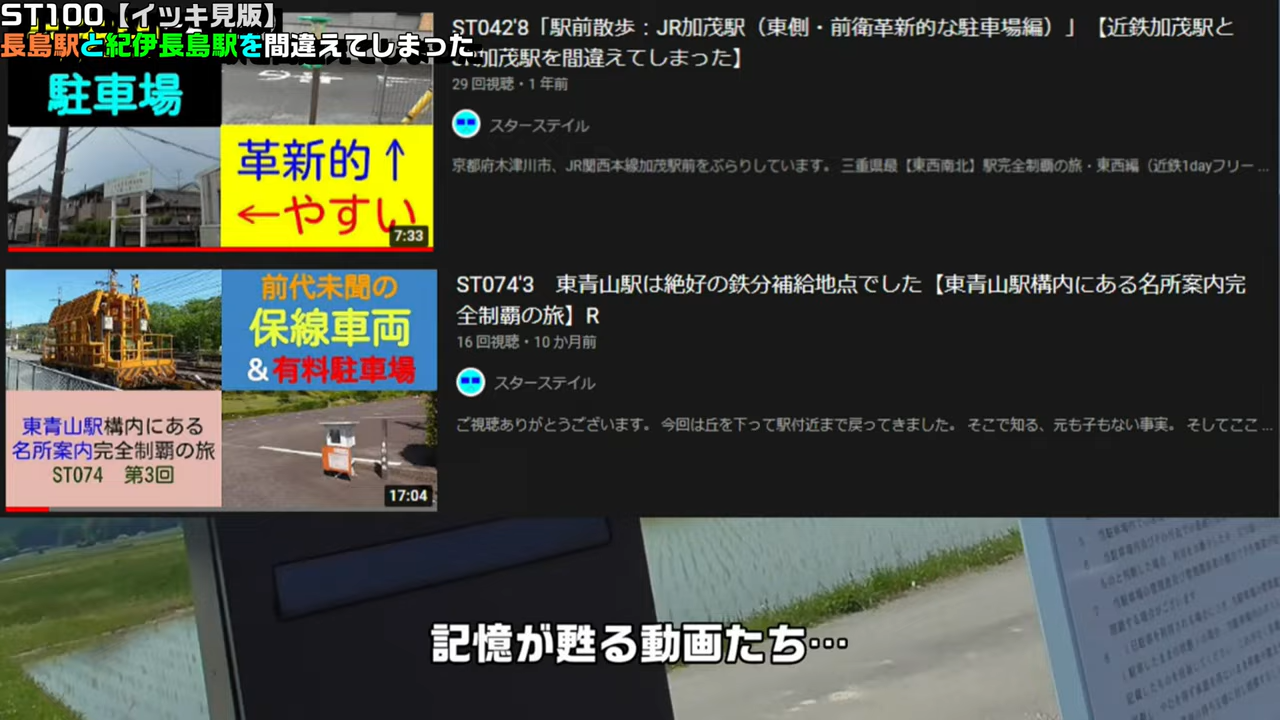 ST100【イッキ見版】
長島駅と紀伊長島駅を間違えてしまった
駐車場
革新的↑
←やすい
7:33
ST042'8「駅前散歩:JR加茂駅(東側・前衛革新的な駐車場編)」【近鉄加茂駅と
加茂駅を間違えてしまった】
29 回視聴・1 年前
スターステイル
京都府木津川市、JR関西本線加茂駅前をぶらりしています。 三重県最【東西南北】駅完全制覇の旅・東西編(近鉄1dayフリー ...
前代未聞の
保線車両
&有料駐車場
東青山駅構内にある
名所案内完全制覇の旅
ST074 第3回
17:04
ST074'3 東青山駅は絶好の鉄分補給地点でした【東青山駅構内にある名所案内完
全制覇の旅】R
16 回視聴・10 か月前
スターステイル
ご視聴ありがとうございます。 今回は丘を下って駅付近まで戻ってきました。 そこで知る、元も子もない事実。 そしてここ ...
記憶が甦る動画たち…